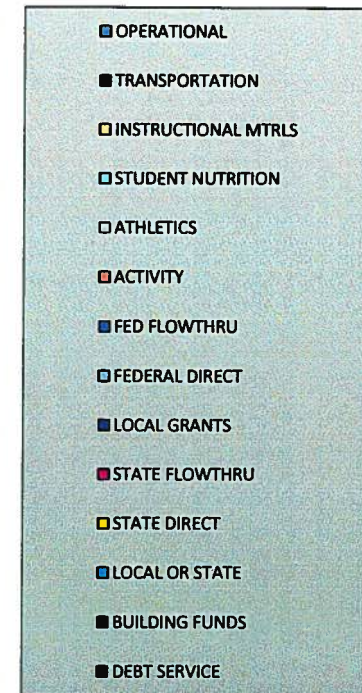 OPERATIONAL
TRANSPORTATION
INSTRUCTIONAL MTRLS
STUDENT NUTRITION
ATHLETICS
ACTIVITY
FED FLOWTHRU
FEDERAL DIRECT
LOCAL GRANTS
STATE FLOWTHRU
STATE DIRECT
LOCAL OR STATE
BUILDING FUNDS
DEBT SERVICE